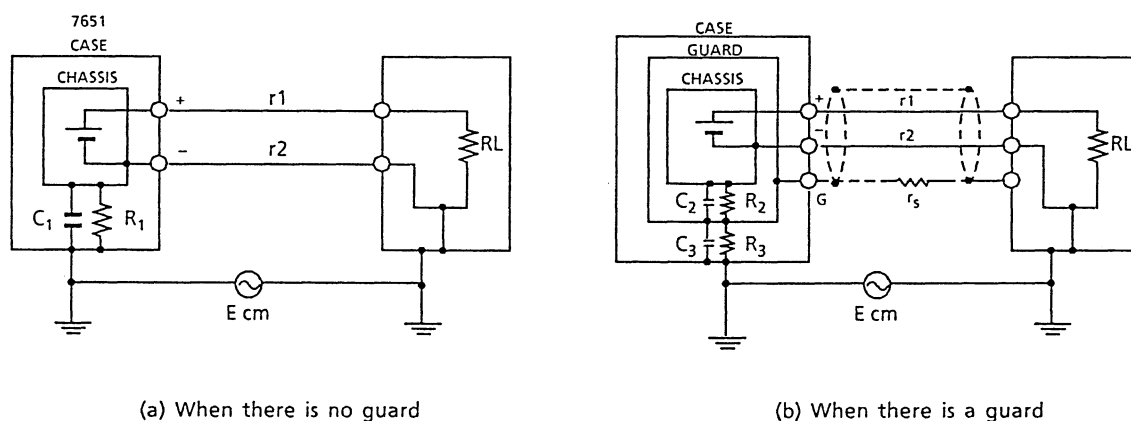 7651
CASE
CHASSIS
+
r1
−
r2
RL
C1
R1
E cm
(a) When there is no guard
CASE
GUARD
CHASSIS
+
r1
−
r2
RL
G
rs
C2
R2
C3
R3
E cm
(b) When there is a guard